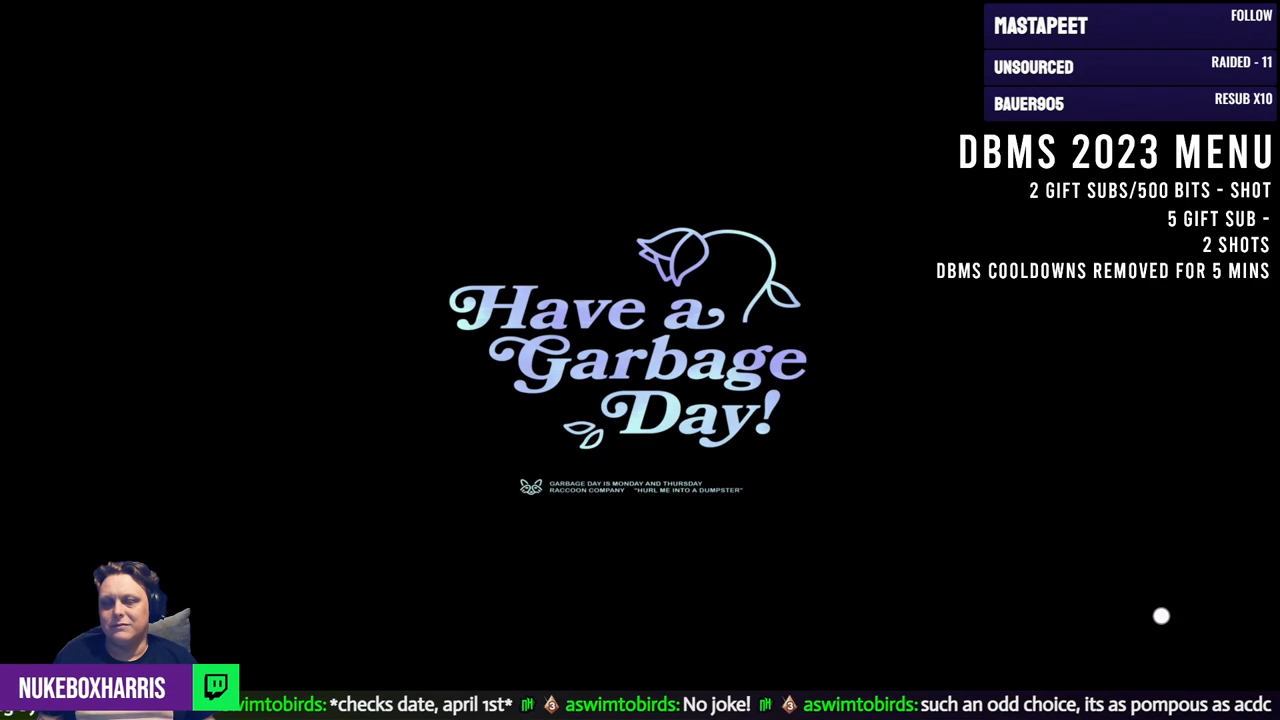 MASTAPEET FOLLOW
UNSOURCED RAIDED - 11
BAUER905 RESUB X10
DBMS 2023 MENU
2 GIFT SUBS/500 BITS - SHOT
5 GIFT SUB -
2 SHOTS
DBMS COOLDOWNS REMOVED FOR 5 MINS
Have a
Garbage
Day!
GARBAGE DAY IS MONDAY AND THURSDAY
RACCOON COMPANY "HURL ME INTO A DUMPSTER"
NUKEBOXHARRIS
wimtobirds: *checks date, april 1st* aswimtobirds: No joke! aswimtobirds: such an odd choice, its as pompous as acdc